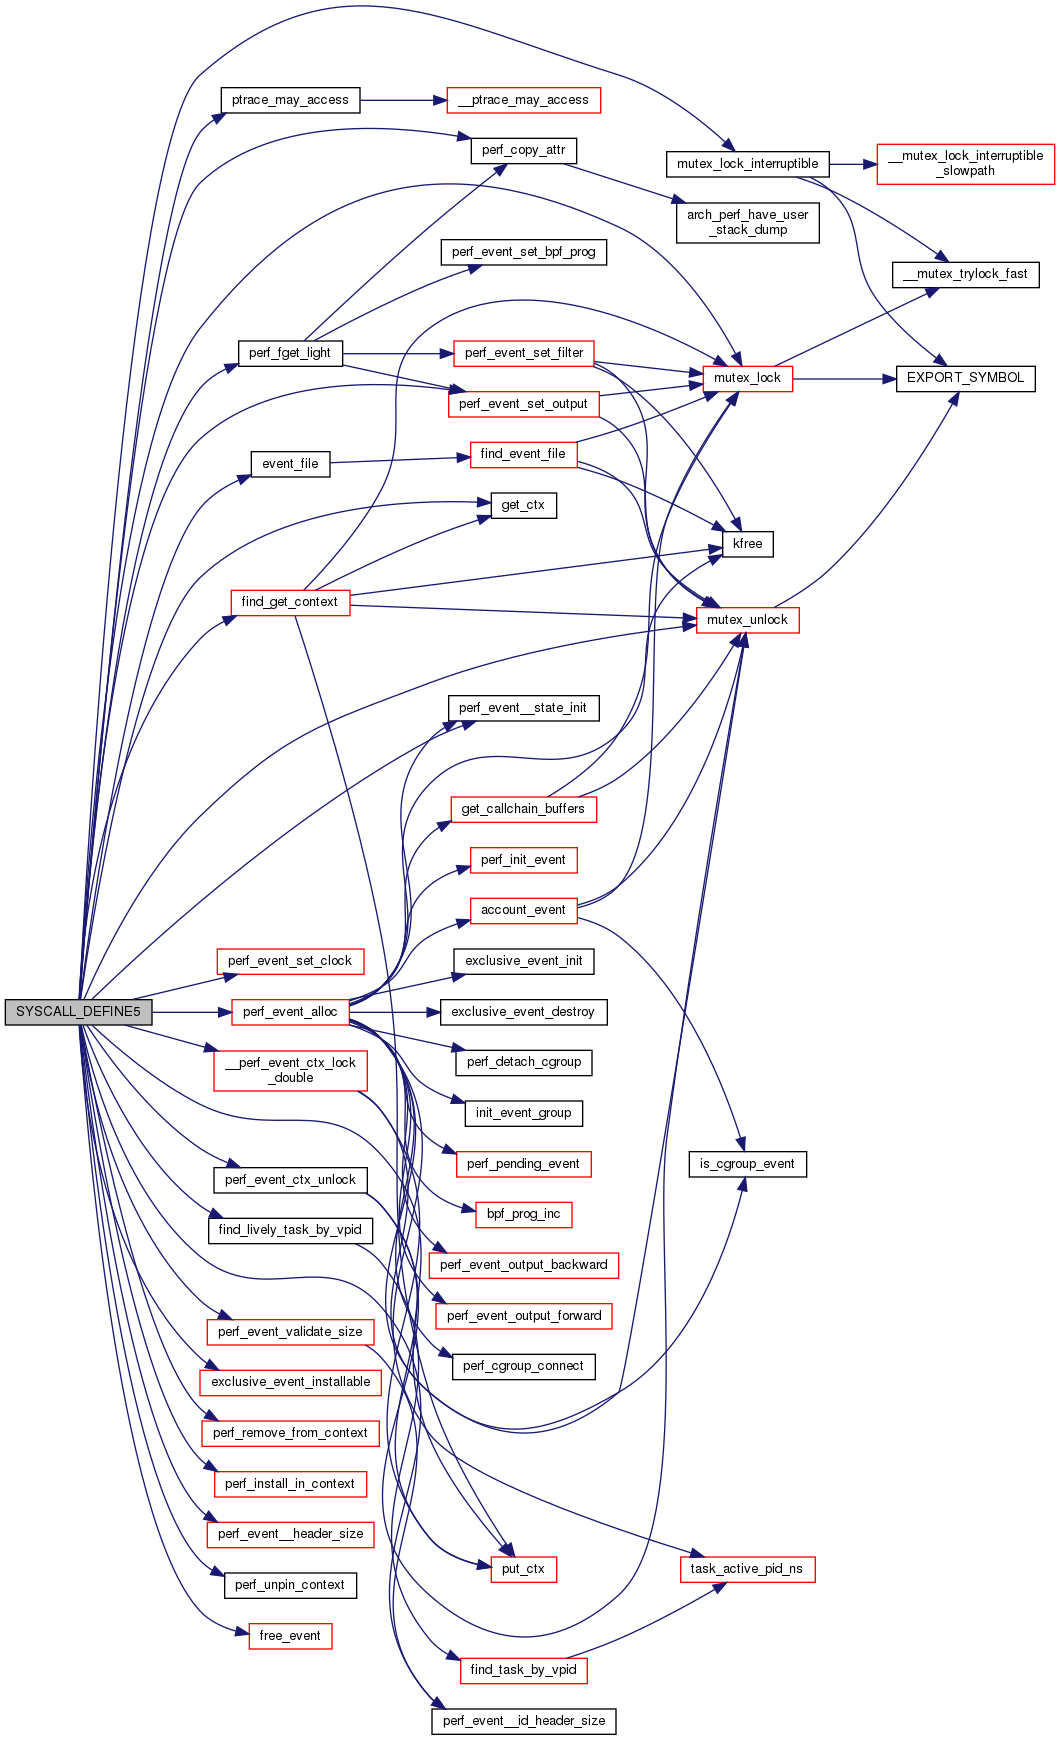 ptrace_may_access
__ptrace_may_access
perf_copy_attr
mutex_lock_interruptible
__mutex_lock_interruptible
_slowpath
arch_perf_have_user
_stack_dump
perf_event_set_bpf_prog
__mutex_trylock_fast
perf_fget_light
perf_event_set_filter
mutex_lock
EXPORT_SYMBOL
perf_event_set_output
event_file
find_event_file
get_ctx
kfree
find_get_context
mutex_unlock
perf_event__state_init
get_callchain_buffers
perf_init_event
account_event
perf_event_set_clock
exclusive_event_init
SYSCALL_DEFINE5
perf_event_alloc
exclusive_event_destroy
__perf_event_ctx_lock
_double
perf_detach_cgroup
init_event_group
perf_pending_event
is_cgroup_event
perf_event_ctx_unlock
bpf_prog_inc
find_lively_task_by_vpid
perf_event_output_backward
perf_event_output_forward
perf_event_validate_size
perf_cgroup_connect
exclusive_event_installable
perf_remove_from_context
perf_install_in_context
perf_event__header_size
put_ctx
task_active_pid_ns
perf_unpin_context
free_event
find_task_by_vpid
perf_event__id_header_size